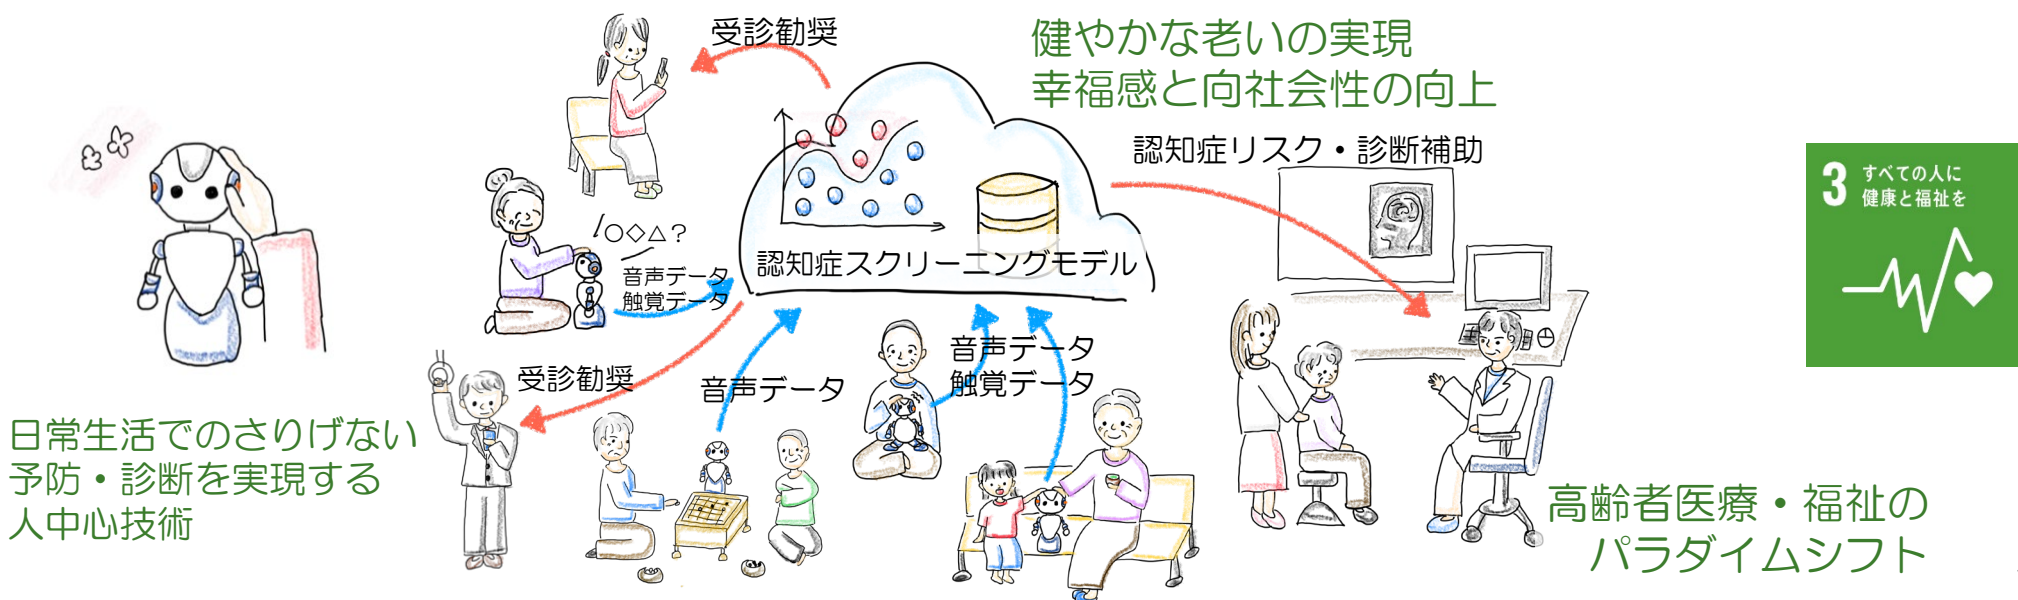 受診勧奨
健やかな老いの実現
幸福感と向社会性の向上
認知症リスク・診断補助
3 すべての人に
健康と福祉を
○◇△?
音声データ
触覚データ
認知症スクリーニングモデル
受診勧奨
音声データ
音声データ
触覚データ
日常生活でのさりげない
予防・診断を実現する
人中心技術
高齢者医療・福祉の
パラダイムシフト